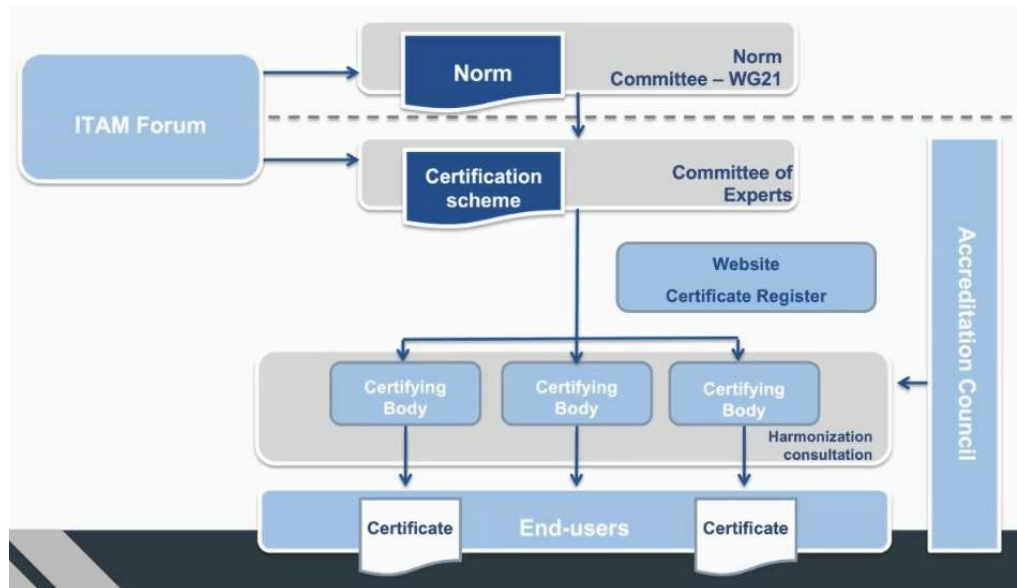 Norm
Norm
Committee – WG21
ITAM Forum
Certification
scheme
Committee of
Experts
Website
Certificate Register
Accreditation Council
Certifying
Body
Certifying
Body
Certifying
Body
Harmonization
consultation
Certificate
End-users
Certificate